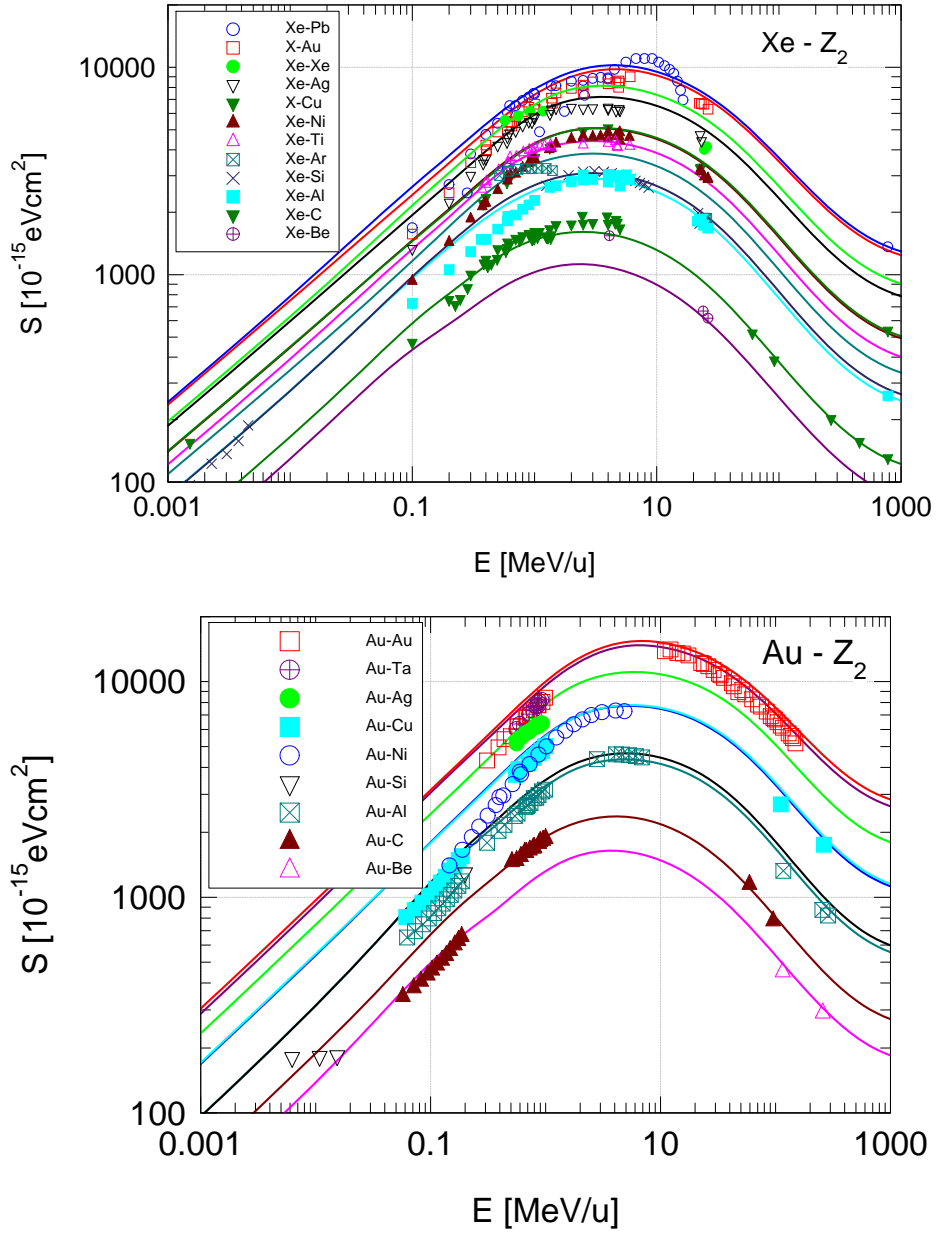 Xe - Z2
Xe-Pb
X-Au
Xe-Xe
Xe-Ag
X-Cu
Xe-Ni
Xe-Ti
Xe-Ar
Xe-Si
Xe-Al
Xe-C
Xe-Be
10000
1000
100
S [10-15eVcm2]
0.001
0.1
10
1000
E [MeV/u]
Au - Z2
Au-Au
Au-Ta
Au-Ag
Au-Cu
Au-Ni
Au-Si
Au-Al
Au-C
Au-Be
10000
1000
100
S [10-15eVcm2]
0.001
0.1
10
1000
E [MeV/u]